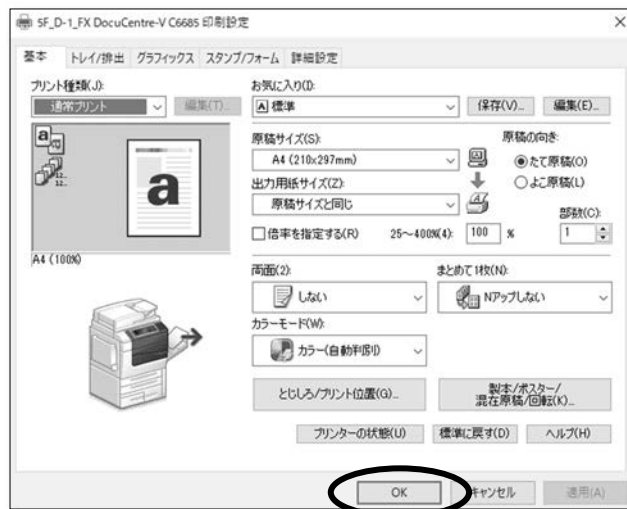 5F_D-1_FX DocuCentre-V C6685 印刷設定
基本 トレイ/排出 グラフィックス スタンプ/フォーム 詳細設定
プリント種類(J):
通常プリント
編集(T)...
お気に入り(I):
標準
保存(V)...
編集(E)...
原稿サイズ(S):
A4 (210x297mm)
原稿の向き:
たて原稿(O)
よこ原稿(L)
出力用紙サイズ(Z):
原稿サイズと同じ
倍率を指定する(R) 25～400%(4): 100 %
部数(C):
1
A4 (100%)
両面(2):
しない
まとめて1枚(N):
Nアップしない
カラーモード(W):
カラー(自動判別)
とじしろ/プリント位置(G)...
製本/ポスター/
混在原稿/回転(K)...
プリンターの状態(U)
標準に戻す(D)
ヘルプ(H)
OK
キャンセル
適用(A)